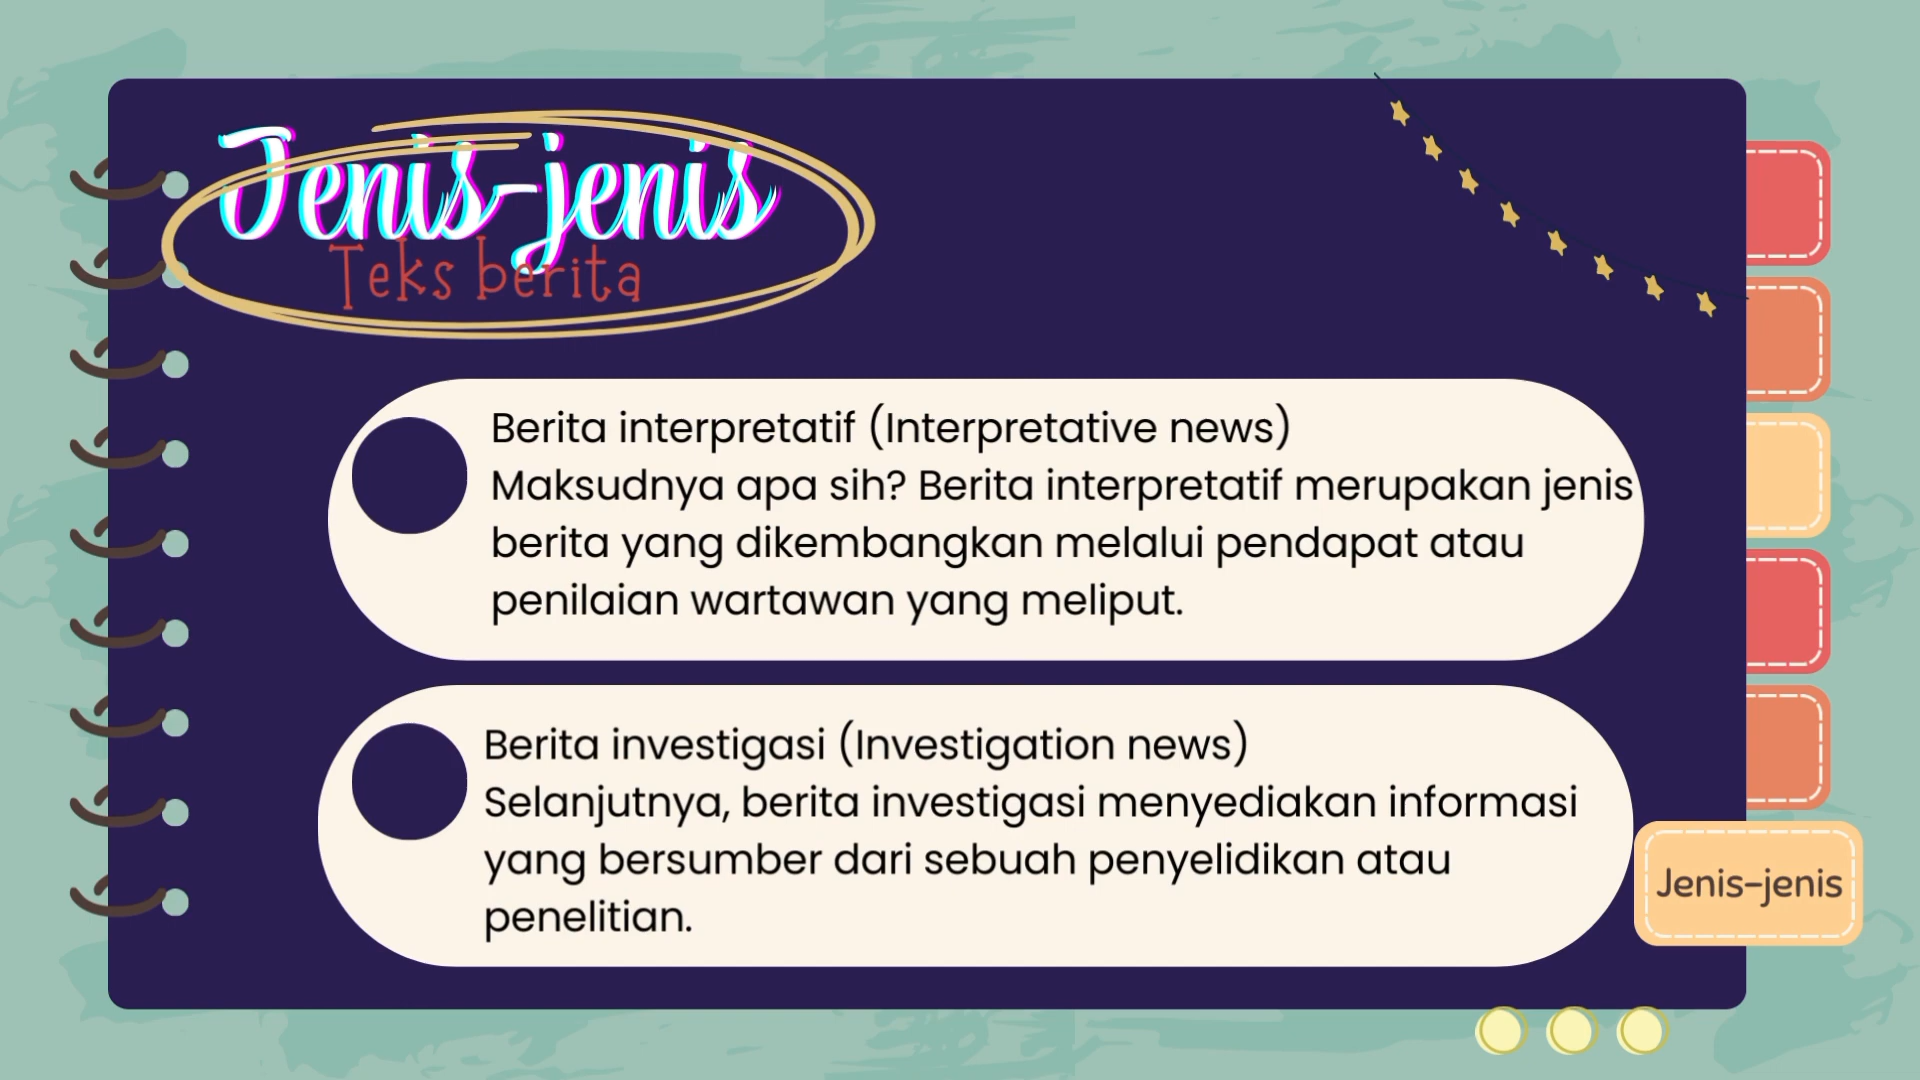 Jenis-jenis
Teks berita
Berita interpretatif (Interpretative news)
Maksudnya apa sih? Berita interpretatif merupakan jenis
berita yang dikembangkan melalui pendapat atau
penilaian wartawan yang meliput.
Berita investigasi (Investigation news)
Selanjutnya, berita investigasi menyediakan informasi
yang bersumber dari sebuah penyelidikan atau
penelitian.
Jenis-jenis